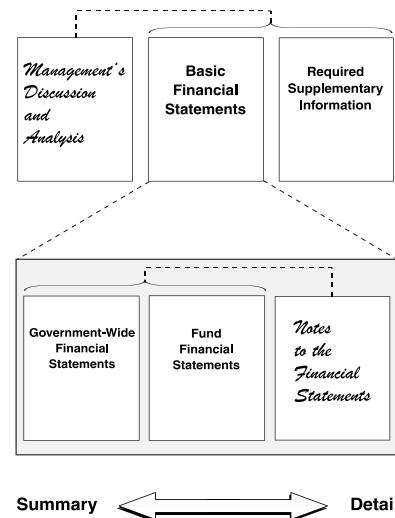 Management's
Discussion
and
Analysis
Basic
Financial
Statements
Required
Supplementary
Information
Government-Wide
Financial
Statements
Fund
Financial
Statements
Notes
to the
Financial
Statements
Summary
Detai